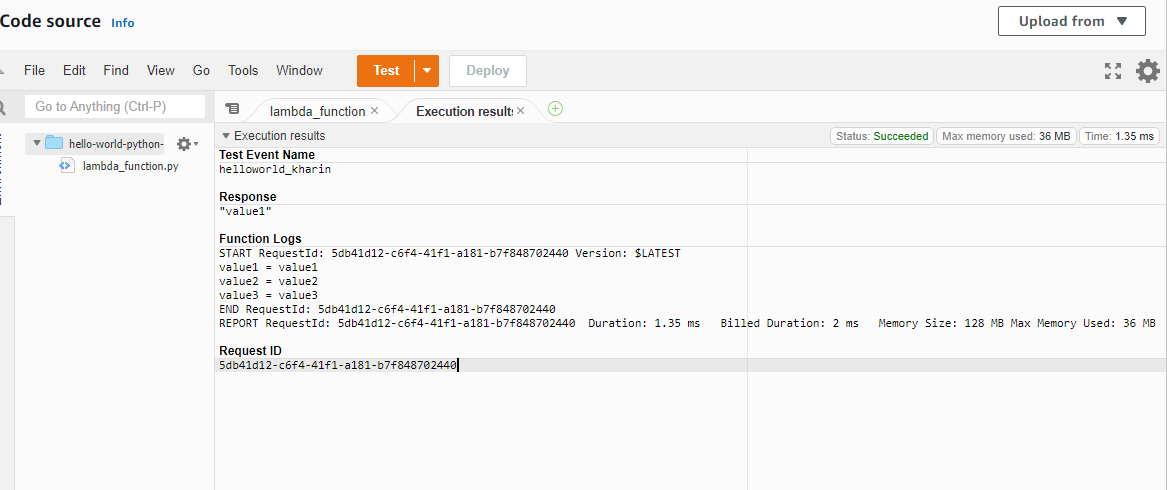 Code source Info
Upload from
File Edit Find View Go Tools Window Test Deploy
Go to Anything (Ctrl-P)
lambda_function
Execution results
hello-world-python-
lambda_function.py
Execution results
Status: Succeeded Max memory used: 36 MB Time: 1.35 ms
Test Event Name
helloworld_kharin
Response
"value1"
Function Logs
START RequestId: 5db41d12-c6f4-41f1-a181-b7f848702440 Version: $LATEST
value1 = value1
value2 = value2
value3 = value3
END RequestId: 5db41d12-c6f4-41f1-a181-b7f848702440
REPORT RequestId: 5db41d12-c6f4-41f1-a181-b7f848702440 Duration: 1.35 ms Billed Duration: 2 ms Memory Size: 128 MB Max Memory Used: 36 MB
Request ID
5db41d12-c6f4-41f1-a181-b7f848702440